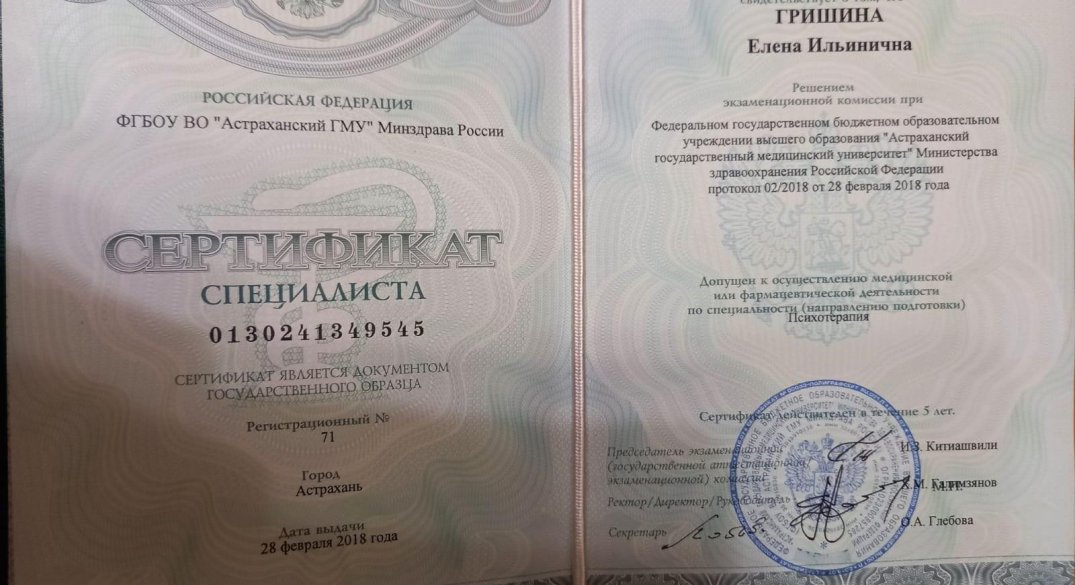 РОССИЙСКАЯ ФЕДЕРАЦИЯ
ФГБОУ ВО "Астраханский ГМУ" Минздрава России
СЕРТИФИКАТ
СПЕЦИАЛИСТА
0130241349545
СЕРТИФИКАТ ЯВЛЯЕТСЯ ДОКУМЕНТОМ
ГОСУДАРСТВЕННОГО ОБРАЗЦА
Регистрационный №
71
Город
Астрахань
Дата выдачи
28 февраля 2018 года
ГРИШИНА
Елена Ильинична
Решением
экзаменационной комиссии при
Федеральном государственном бюджетном образовательном
учреждении высшего образования "Астраханский
государственный медицинский университет" Министерства
здравоохранения Российской Федерации
протокол 02/2018 от 28 февраля 2018 года
Допущен к осуществлению медицинской
или фармацевтической деятельности
по специальности (направлению подготовки)
Психотерапия
Сертификат действителен в течение 5 лет.
Председатель экзаменационной
(государственной аттестационной
экзаменационной) комиссии
И.З. Китиашвили
Ректор/Директор/Руководитель
Х.М. Галимзянов
М.П.
Секретарь
О.А. Глебова